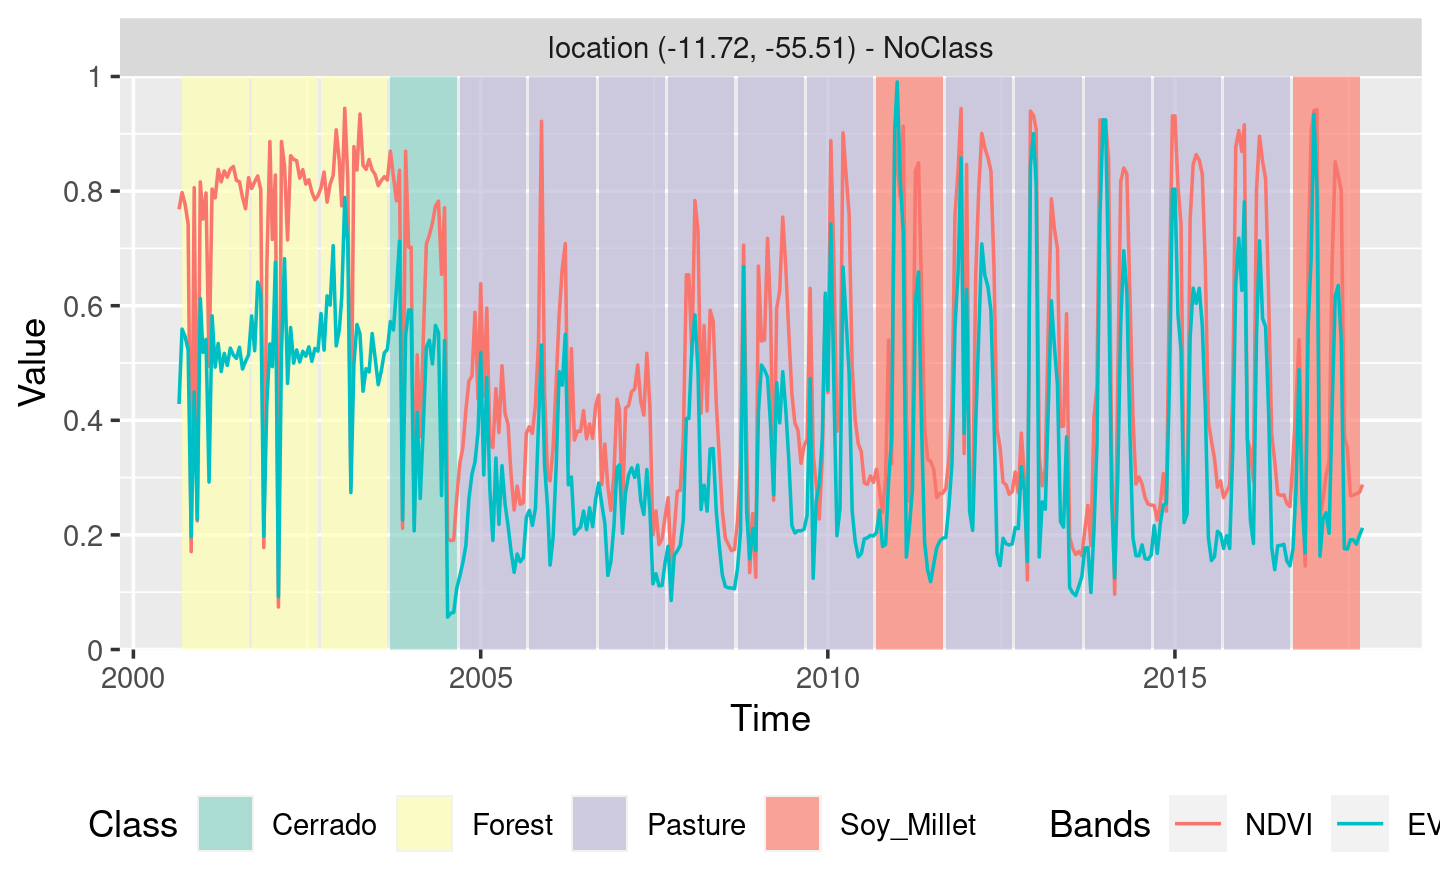 location (-11.72, -55.51) - NoClass
1
0.8
0.6
0.4
0.2
0
Value
2000 2005 2010 2015
Time
Class Cerrado Forest Pasture Soy_Millet Bands NDVI EV